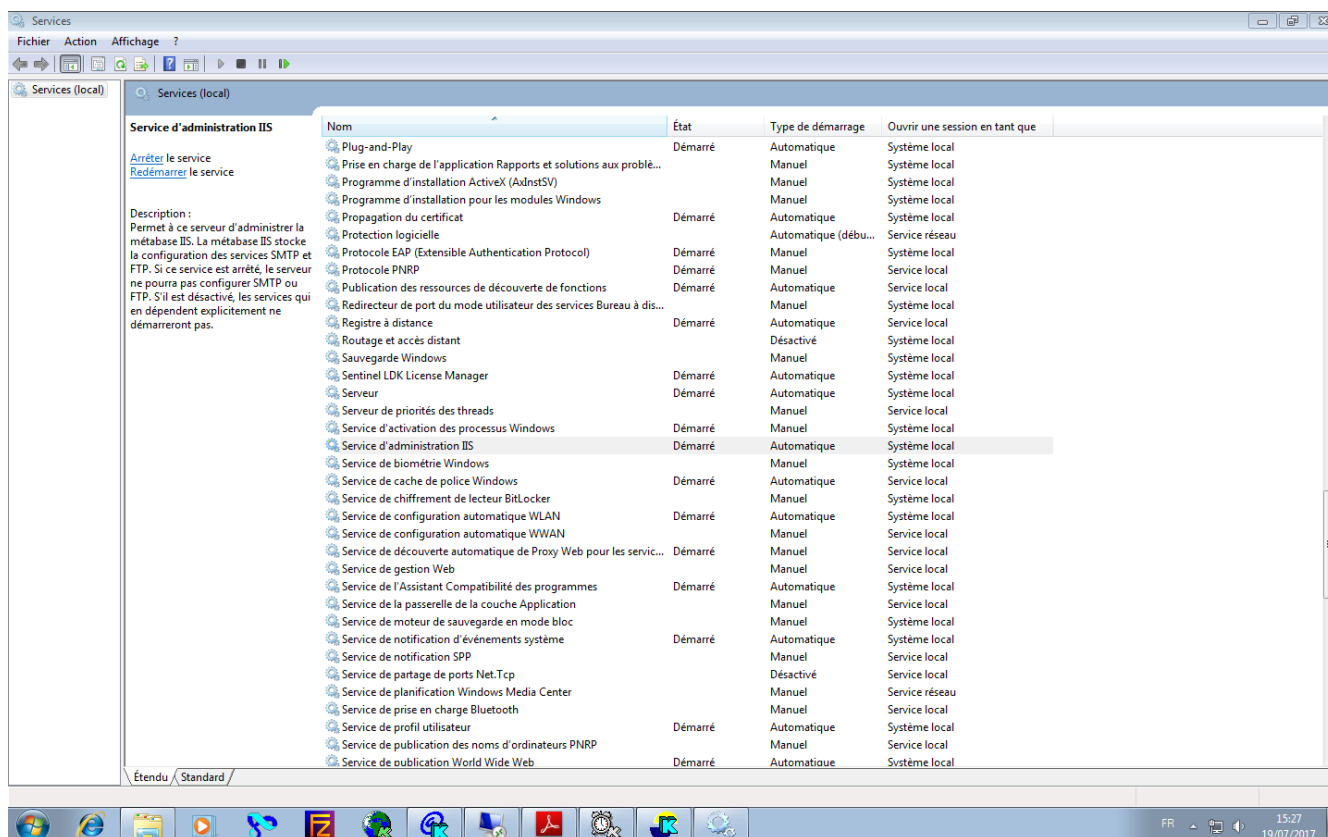 Services
Fichier Action Affichage ?
Services (local)
Services (local)
Service d'administration IIS
Arrêter le service
Redémarrer le service
Description :
Permet à ce serveur d'administrer la
métabase IIS. La métabase IIS stocke
la configuration des services SMTP et
FTP. Si ce service est arrêté, le serveur
ne pourra pas configurer SMTP ou
FTP. S'il est désactivé, les services qui
en dépendent explicitement ne
démarreront pas.
Nom État Type de démarrage Ouvrir une session en tant que
Plug-and-Play Démarré Automatique Système local
Prise en charge de l'application Rapports et solutions aux problè... Manuel Système local
Programme d'installation ActiveX (AxInstSV) Manuel Système local
Programme d'installation pour les modules Windows Manuel Système local
Propagation du certificat Démarré Automatique Système local
Protection logicielle Automatique (débu... Service réseau
Protocole EAP (Extensible Authentication Protocol) Démarré Manuel Système local
Protocole PNRP Démarré Manuel Service local
Publication des ressources de découverte de fonctions Démarré Automatique Service local
Redirecteur de port du mode utilisateur des services Bureau à dis... Manuel Système local
Registre à distance Démarré Automatique Service local
Routage et accès distant Désactivé Système local
Sauvegarde Windows Manuel Système local
Sentinel LDK License Manager Démarré Automatique Système local
Serveur Démarré Automatique Système local
Serveur de priorités des threads Manuel Service local
Service d'activation des processus Windows Démarré Manuel Système local
Service d'administration IIS Démarré Automatique Système local
Service de biométrie Windows Manuel Système local
Service de cache de police Windows Démarré Automatique Service local
Service de chiffrement de lecteur BitLocker Manuel Système local
Service de configuration automatique WLAN Démarré Automatique Système local
Service de configuration automatique WWAN Manuel Service local
Service de découverte automatique de Proxy Web pour les servic... Démarré Manuel Service local
Service de gestion Web Manuel Service local
Service de l'Assistant Compatibilité des programmes Démarré Automatique Système local
Service de la passerelle de la couche Application Manuel Service local
Service de moteur de sauvegarde en mode bloc Manuel Système local
Service de notification d'événements système Démarré Automatique Système local
Service de notification SPP Manuel Service local
Service de partage de ports Net.Tcp Désactivé Service local
Service de planification Windows Media Center Manuel Service réseau
Service de prise en charge Bluetooth Manuel Service local
Service de profil utilisateur Démarré Automatique Système local
Service de publication des noms d'ordinateurs PNRP Manuel Service local
Service de publication World Wide Web Démarré Automatique Système local
Étendu Standard
FR 15:27
19/07/2017